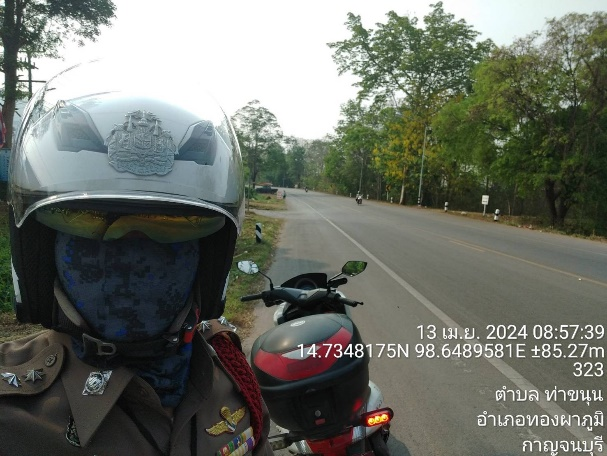 13 เม.ย. 2024 08:57:39
14.7348175N 98.6489581E ±85.27m
323
ตำบล ท่าขนุน
อำเภอทองผาภูมิ
กาญจนบุรี